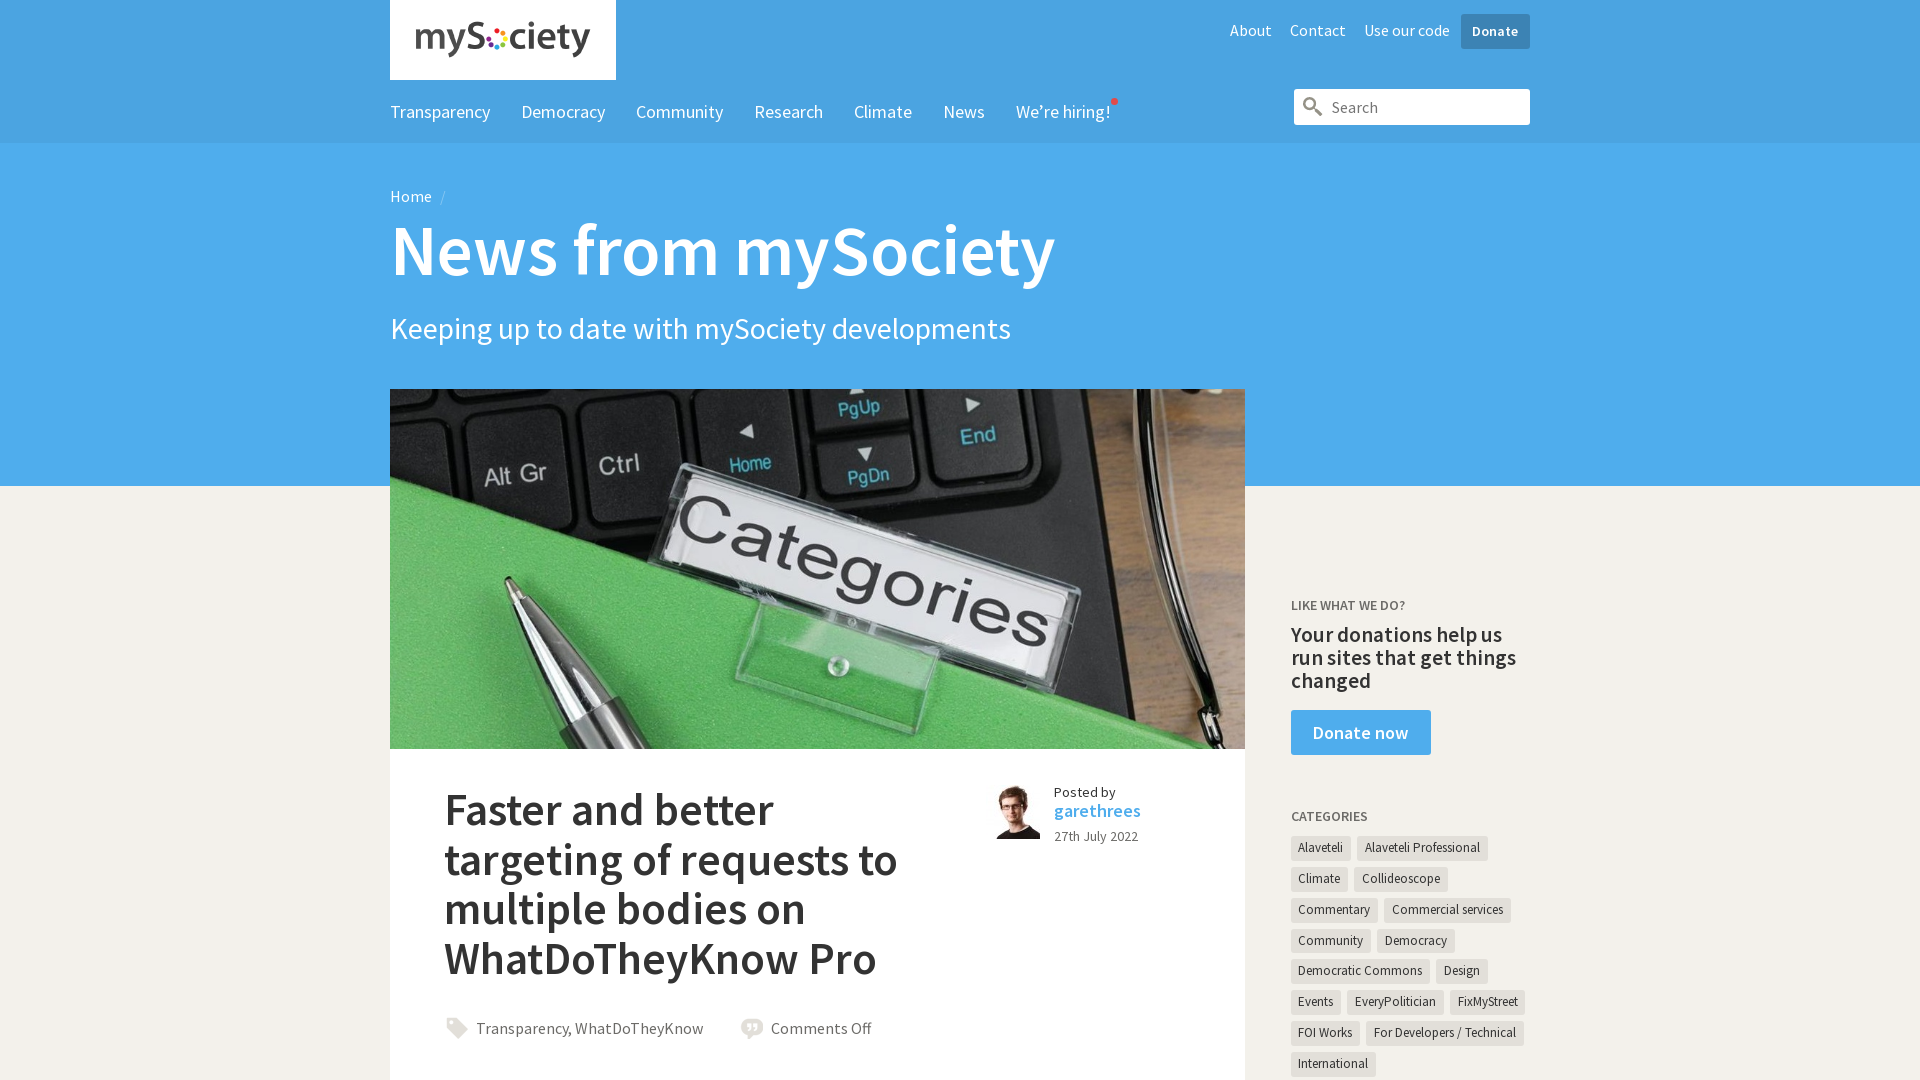 mySociety
About
Contact
Use our code
Donate
Transparency
Democracy
Community
Research
Climate
News
We’re hiring!
Search
Home /
News from mySociety
Keeping up to date with mySociety developments
PgUp
End
Home
PgDn
Alt Gr
Ctrl
Categories
Faster and better
targeting of requests to
multiple bodies on
WhatDoTheyKnow Pro
Posted by
garethrees
27th July 2022
Transparency, WhatDoTheyKnow
Comments Off
LIKE WHAT WE DO?
Your donations help us
run sites that get things
changed
Donate now
CATEGORIES
Alaveteli
Alaveteli Professional
Climate
Collideoscope
Commentary
Commercial services
Community
Democracy
Democratic Commons
Design
Events
EveryPolitician
FixMyStreet
FOI Works
For Developers / Technical
International